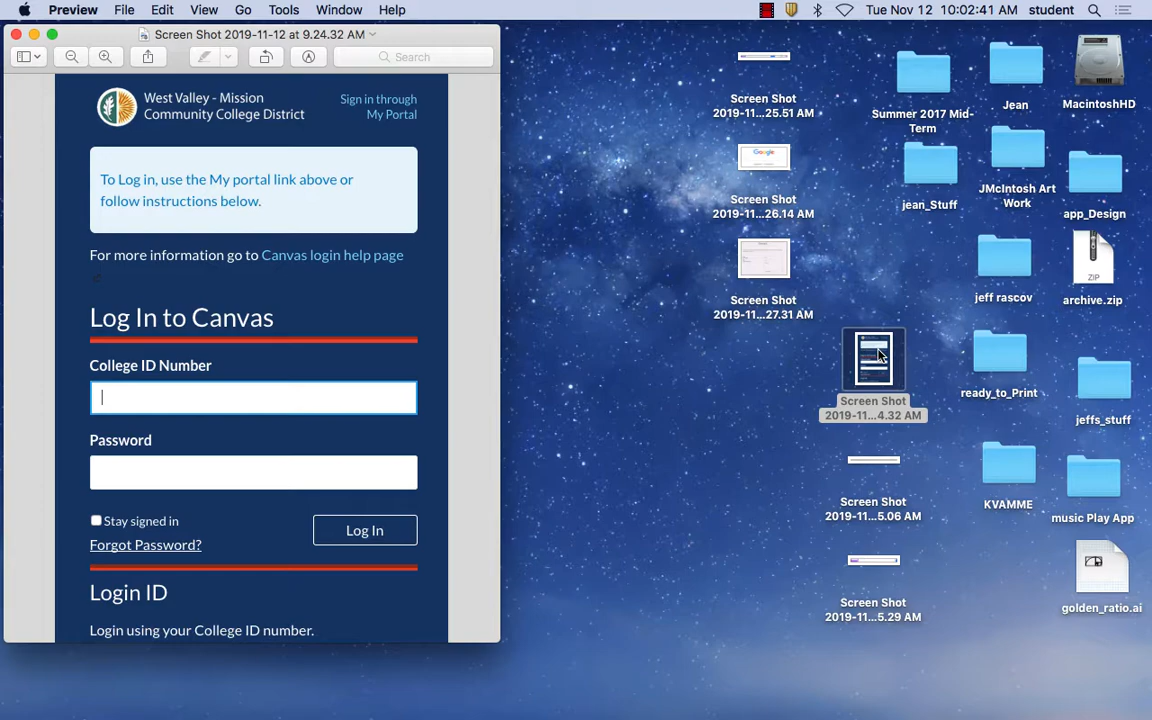 Preview File Edit View Go Tools Window Help
Tue Nov 12 10:02:41 AM student
Screen Shot 2019-11-12 at 9.24.32 AM
Search
West Valley - Mission
Community College District
Sign in through
My Portal
To Log in, use the My portal link above or
follow instructions below.
For more information go to Canvas login help page
Log In to Canvas
College ID Number
Password
Stay signed in
Log In
Forgot Password?
Login ID
Login using your College ID number.
Screen Shot
2019-11...25.51 AM
Google
Screen Shot
2019-11...26.14 AM
Screen Shot
2019-11...27.31 AM
Screen Shot
2019-11...4.32 AM
Screen Shot
2019-11...5.06 AM
Screen Shot
2019-11...5.29 AM
Summer 2017 Mid-
Term
jean_Stuff
Jean
JMcIntosh Art
Work
jeff rascov
ready_to_Print
KVAMME
MacintoshHD
app_Design
ZIP
archive.zip
jeffs_stuff
music Play App
golden_ratio.ai